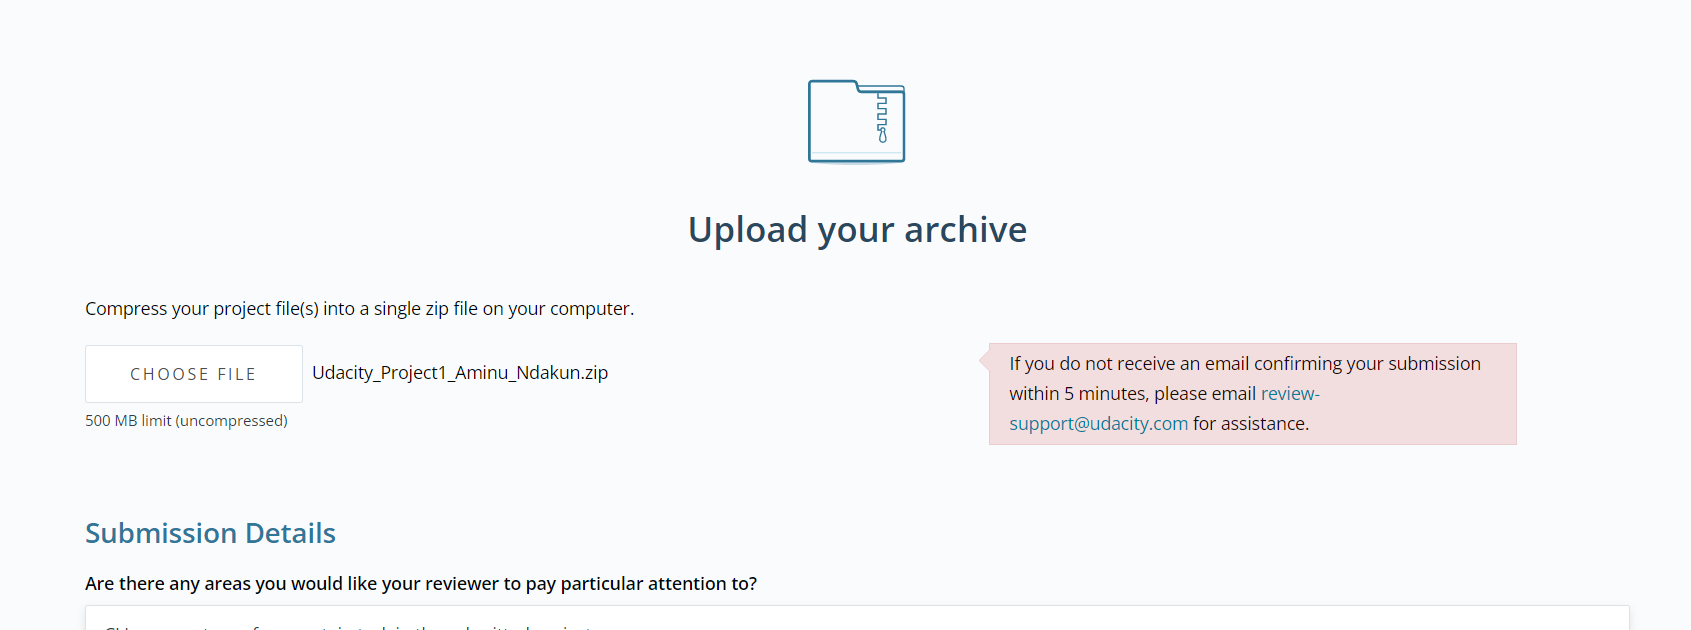 Upload your archive
Compress your project file(s) into a single zip file on your computer.
CHOOSE FILE
Udacity_Project1_Aminu_Ndakun.zip
500 MB limit (uncompressed)
If you do not receive an email confirming your submission
within 5 minutes, please email review-
support@udacity.com for assistance.
Submission Details
Are there any areas you would like your reviewer to pay particular attention to?